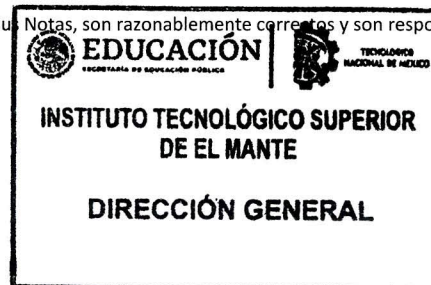 us Notas, son razonablemente correctos y son respo
EDUCACIÓN
SECRETARÍA DE EDUCACIÓN PÚBLICA
TECNOLÓGICO
NACIONAL DE MÉXICO
INSTITUTO TECNOLÓGICO SUPERIOR
DE EL MANTE
DIRECCIÓN GENERAL